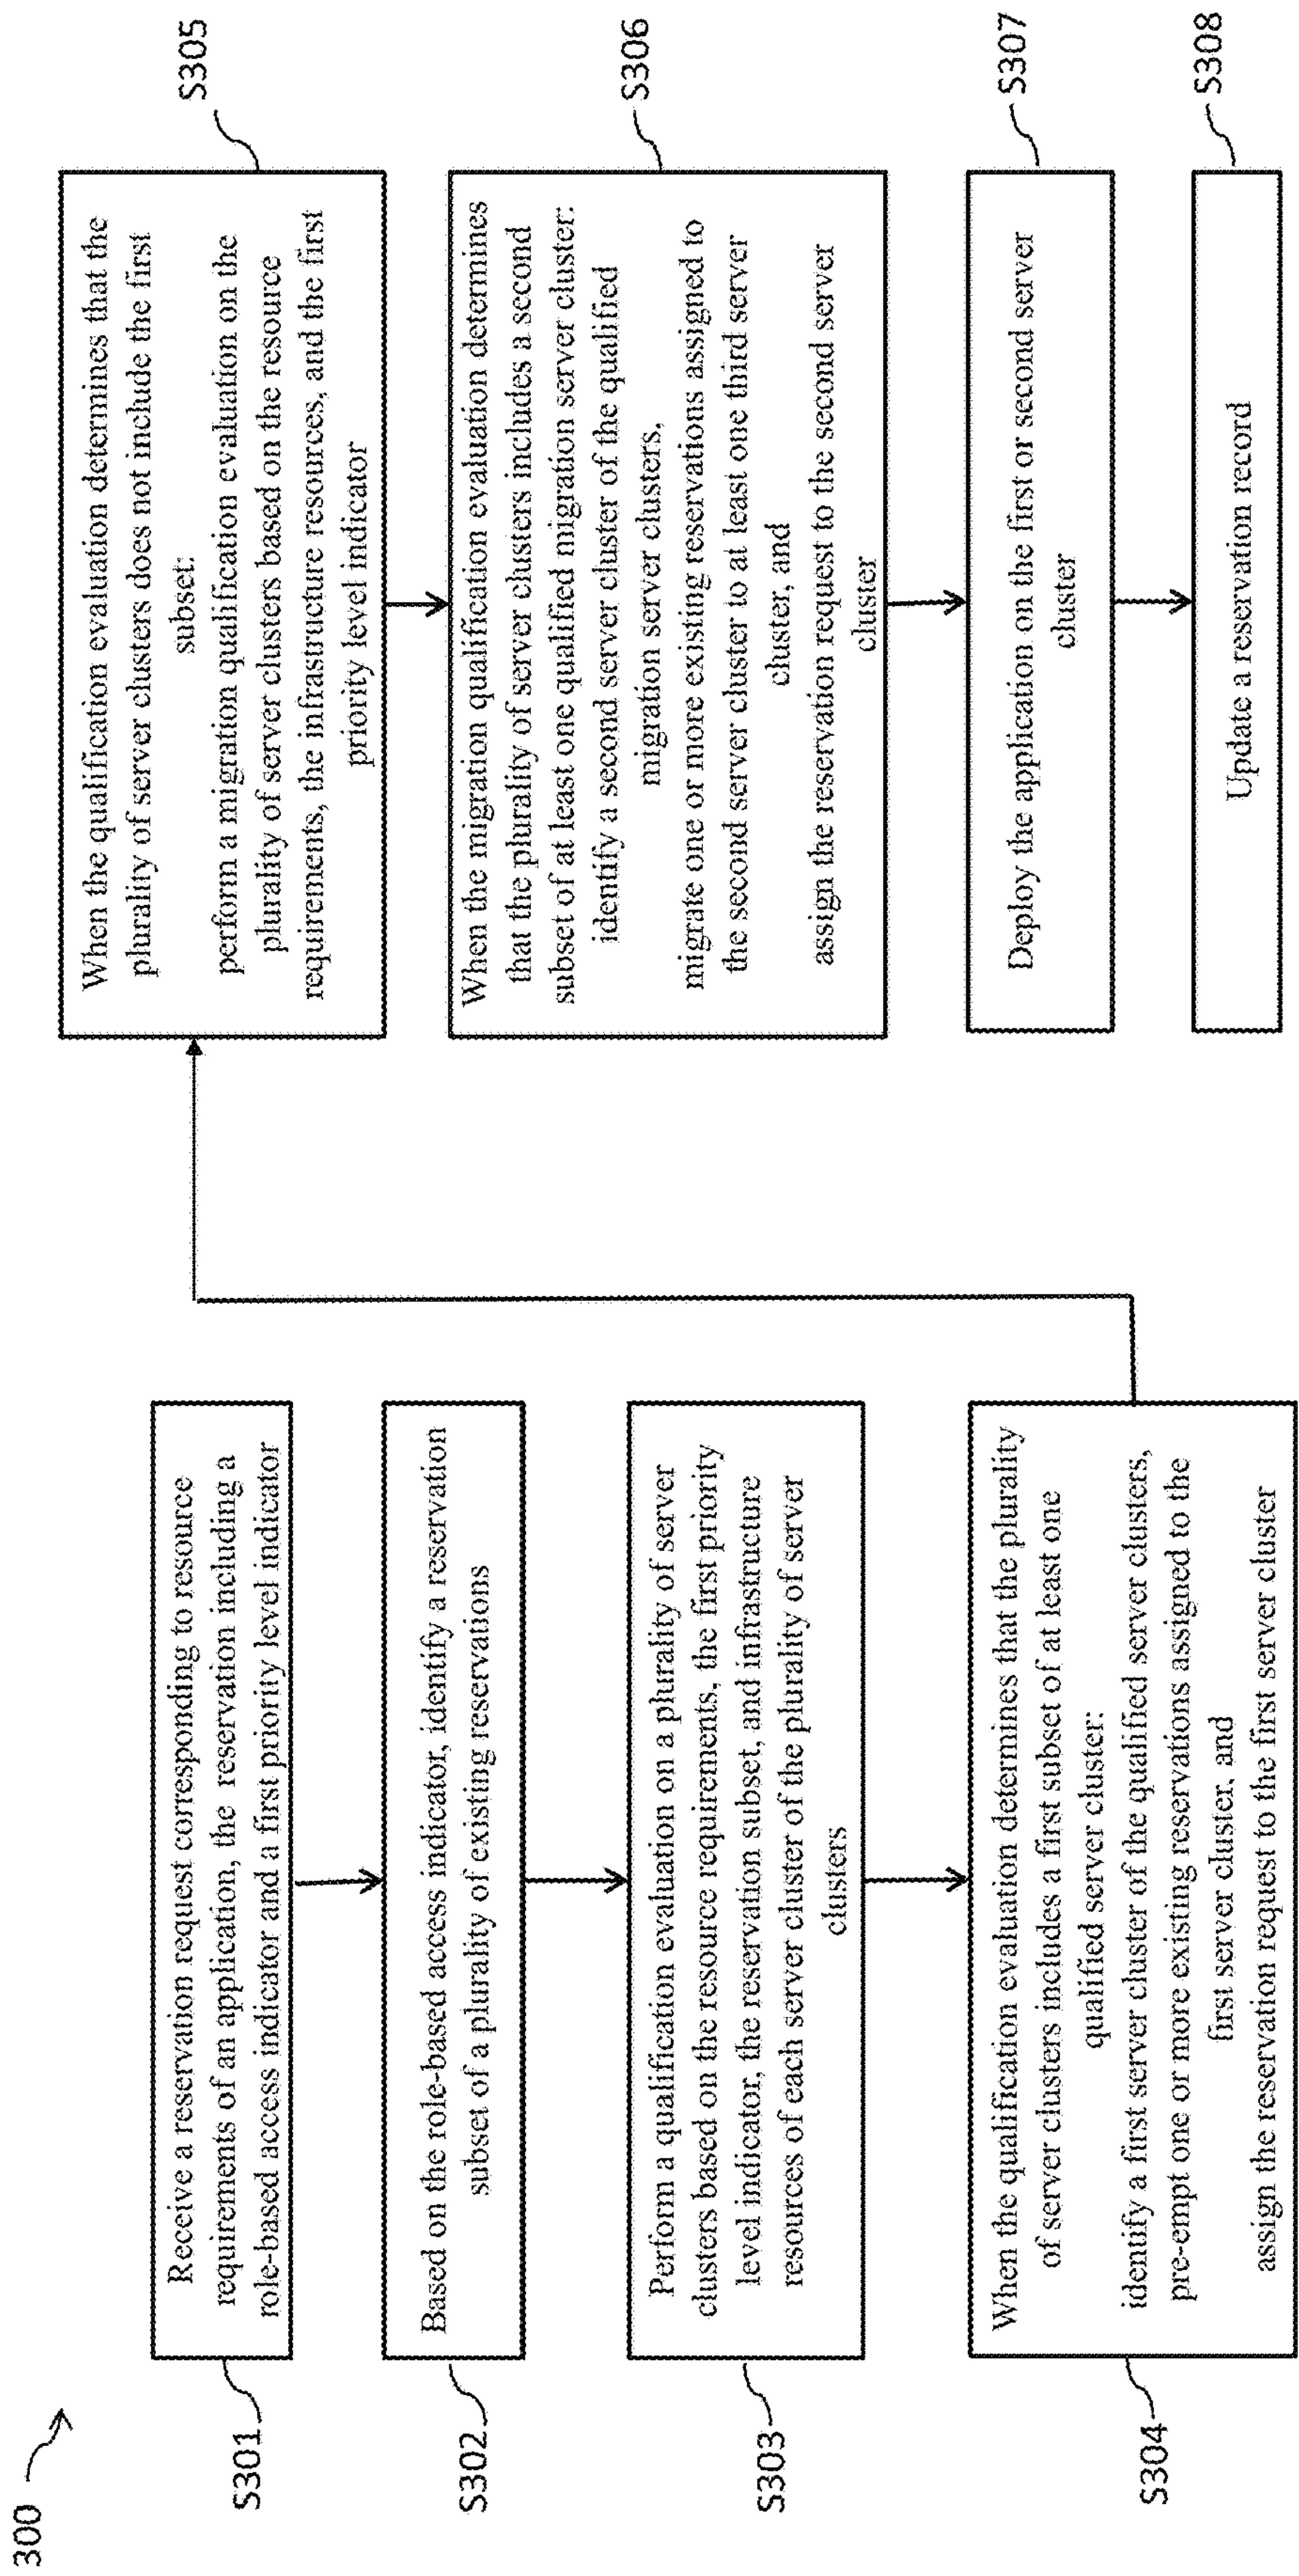 300
S301
Receive a reservation request corresponding to resource
requirements of an application, the reservation including a
role-based access indicator and a first priority level indicator
S302
Based on the role-based access indicator, identify a reservation
subset of a plurality of existing reservations
S303
Perform a qualification evaluation on a plurality of server
clusters based on the resource requirements, the first priority
level indicator, the reservation subset, and infrastructure
resources of each server cluster of the plurality of server
clusters
S304
When the qualification evaluation determines that the plurality
of server clusters includes a first subset of at least one
qualified server cluster:
identify a first server cluster of the qualified server clusters,
pre-empt one or more existing reservations assigned to the
first server cluster, and
assign the reservation request to the first server cluster
S305
When the qualification evaluation determines that the
plurality of server clusters does not include the first
subset:
perform a migration qualification evaluation on the
plurality of server clusters based on the resource
requirements, the infrastructure resources, and the first
priority level indicator
S306
When the migration qualification evaluation determines
that the plurality of server clusters includes a second
subset of at least one qualified migration server cluster:
identify a second server cluster of the qualified
migration server clusters,
migrate one or more existing reservations assigned to
the second server cluster to at least one third server
cluster, and
assign the reservation request to the second server
cluster
S307
Deploy the application on the first or second server
cluster
S308
Update a reservation record